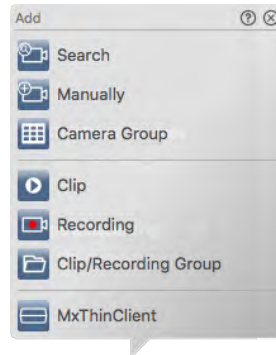 Add
Search
Manually
Camera Group
Clip
Recording
Clip/Recording Group
MxThinClient